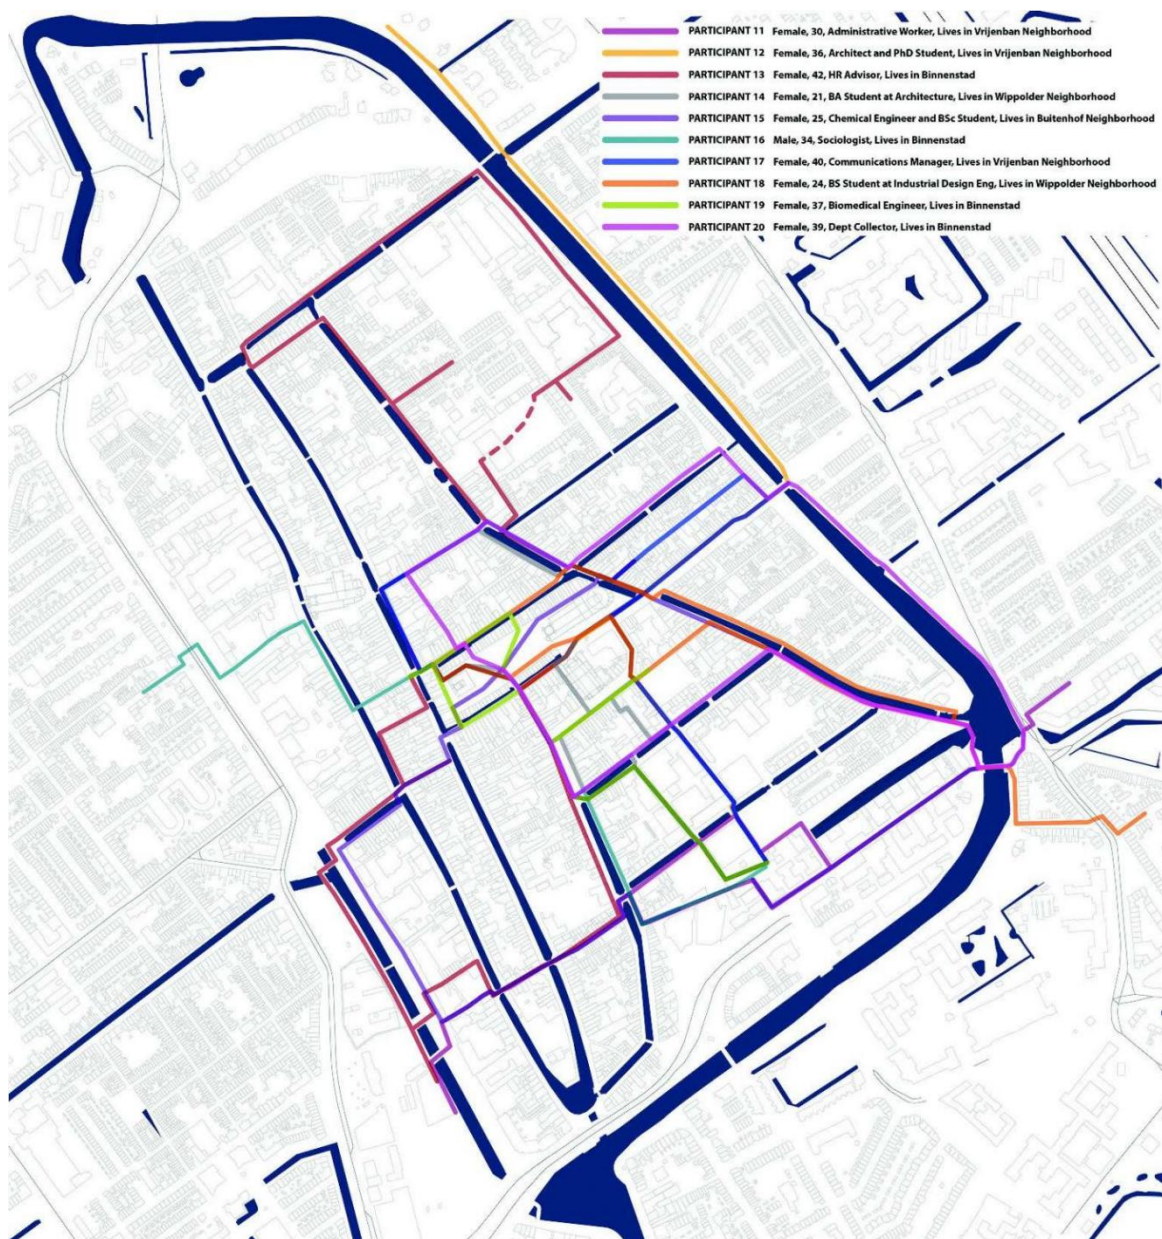 PARTICIPANT 11 Female, 30, Administrative Worker, Lives in Vrijenban Neighborhood
PARTICIPANT 12 Female, 36, Architect and PhD Student, Lives in Vrijenban Neighborhood
PARTICIPANT 13 Female, 42, HR Advisor, Lives in Binnenstad
PARTICIPANT 14 Female, 21, BA Student at Architecture, Lives in Wippolder Neighborhood
PARTICIPANT 15 Female, 25, Chemical Engineer and BSc Student, Lives in Buitenhof Neighborhood
PARTICIPANT 16 Male, 34, Sociologist, Lives in Binnenstad
PARTICIPANT 17 Female, 40, Communications Manager, Lives in Vrijenban Neighborhood
PARTICIPANT 18 Female, 24, BS Student at Industrial Design Eng, Lives in Wippolder Neighborhood
PARTICIPANT 19 Female, 37, Biomedical Engineer, Lives in Binnenstad
PARTICIPANT 20 Female, 39, Dept Collector, Lives in Binnenstad